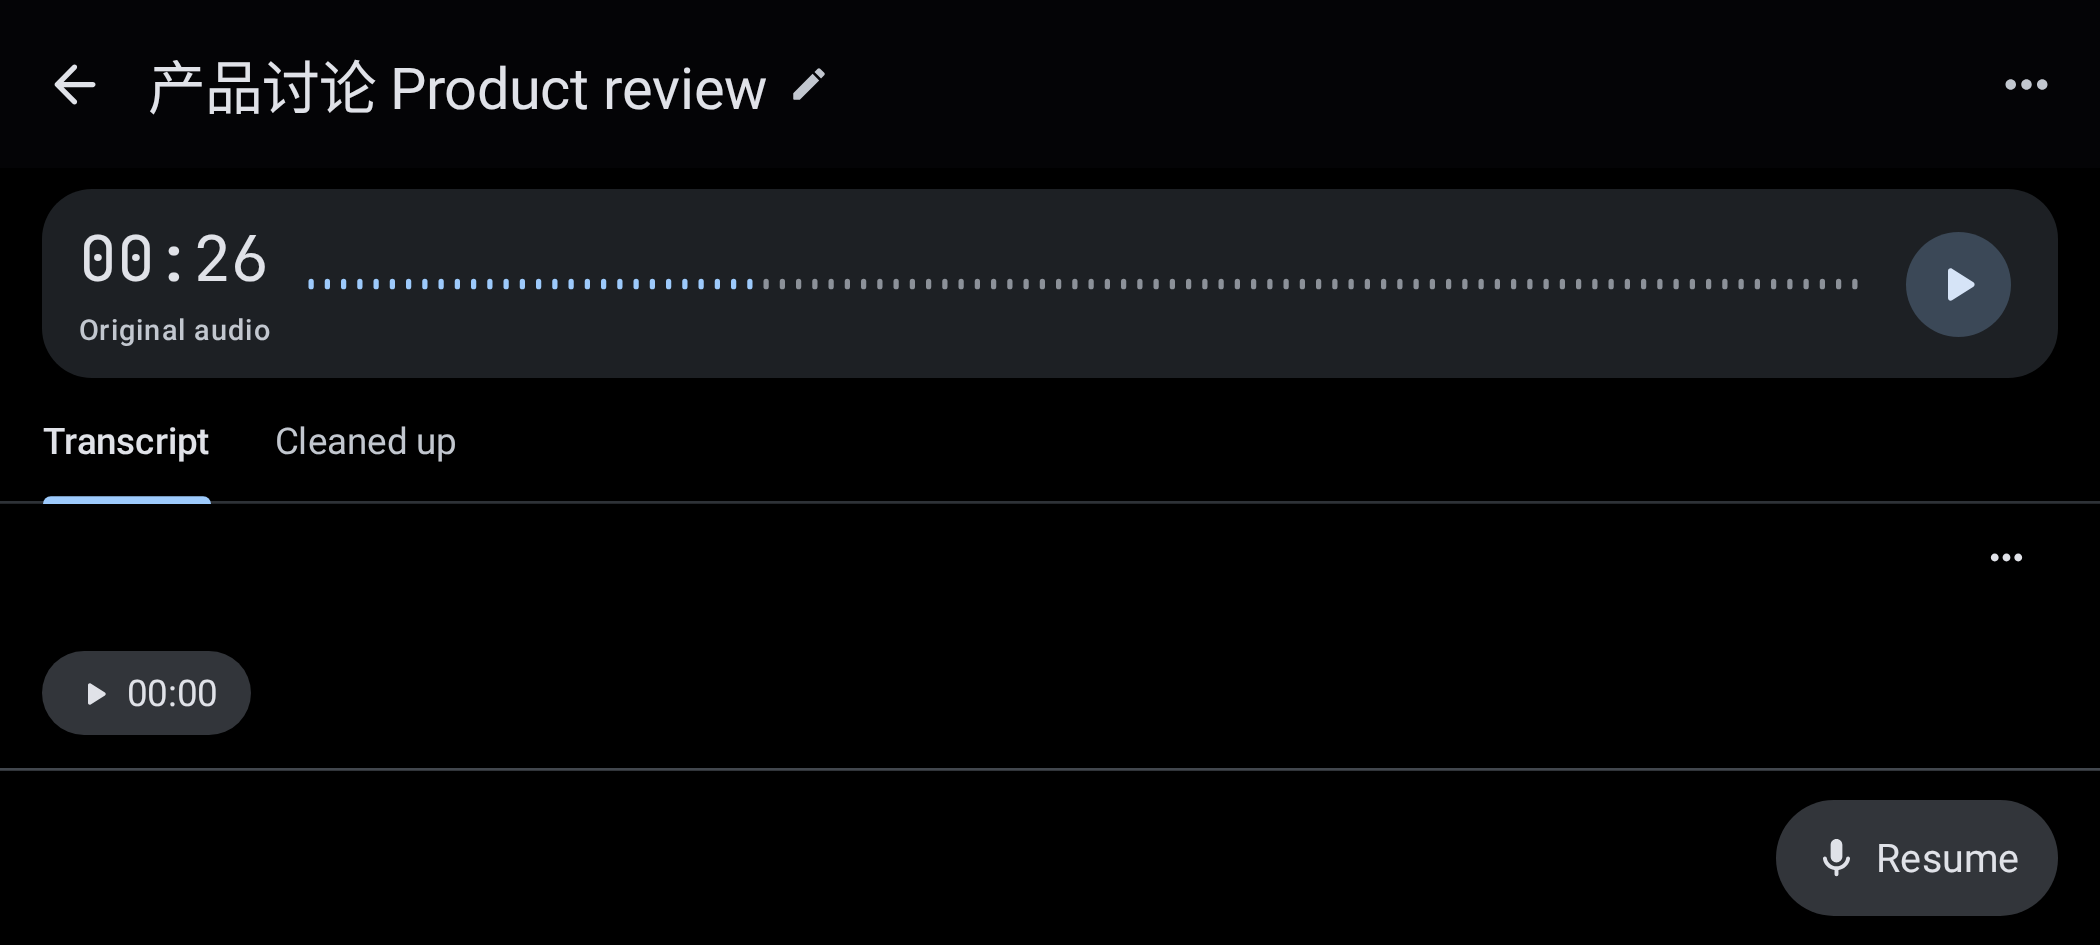 产品讨论 Product review
00:26
Original audio
Transcript Cleaned up
00:00
Resume